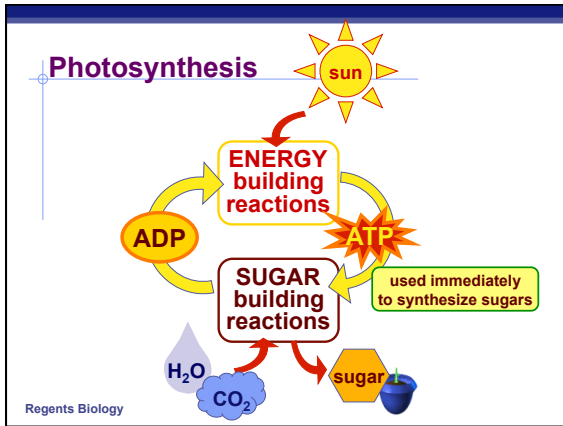 Photosynthesis
sun
ENERGY
building
reactions
ADP
ATP
SUGAR
building
reactions
used immediately
to synthesize sugars
H₂O
CO₂
sugar
Regents Biology